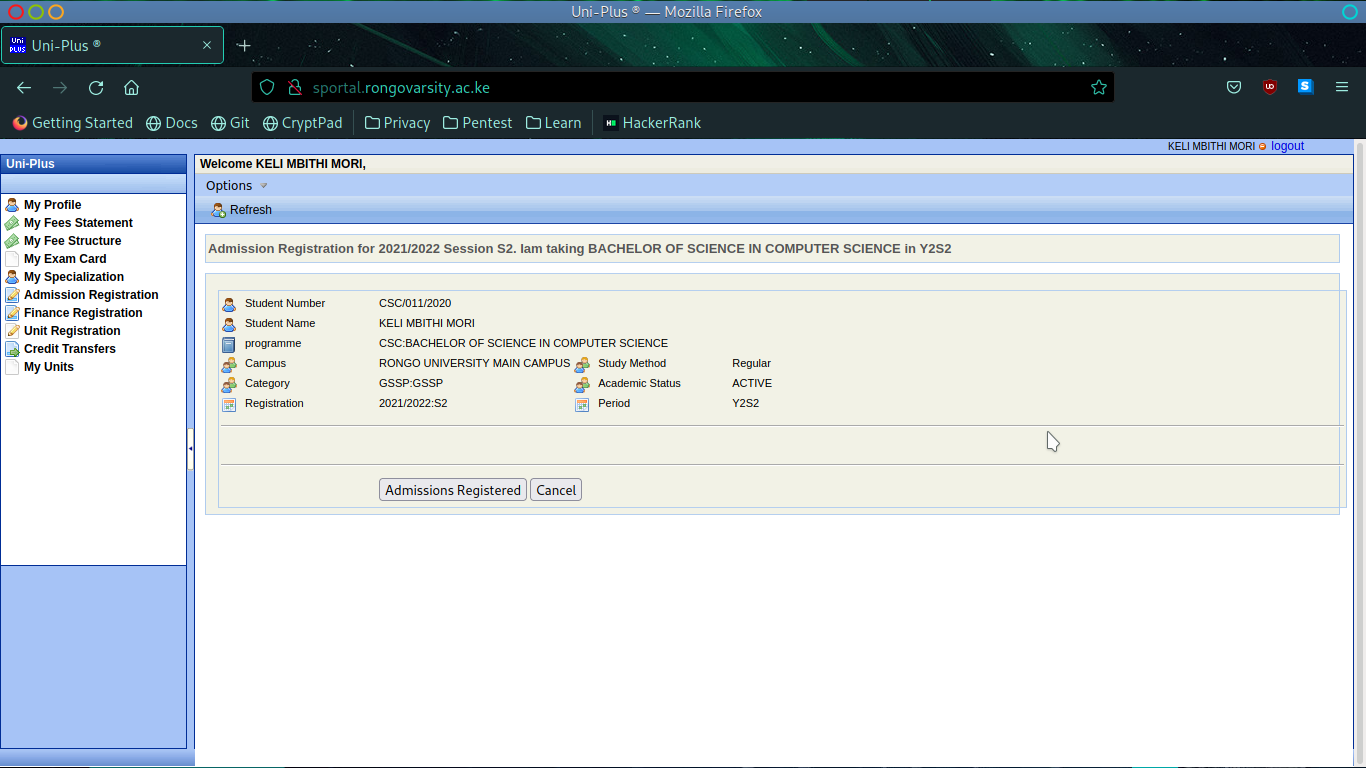 Uni-Plus ® — Mozilla Firefox
Uni PLUS Uni-Plus ®
sportal.rongovarsity.ac.ke
Getting Started Docs Git CryptPad Privacy Pentest Learn HackerRank
KELI MBITHI MORI logout
Uni-Plus
My Profile
My Fees Statement
My Fee Structure
My Exam Card
My Specialization
Admission Registration
Finance Registration
Unit Registration
Credit Transfers
My Units
Welcome KELI MBITHI MORI,
Options
Refresh
Admission Registration for 2021/2022 Session S2. Iam taking BACHELOR OF SCIENCE IN COMPUTER SCIENCE in Y2S2
Student Number CSC/011/2020
Student Name KELI MBITHI MORI
programme CSC:BACHELOR OF SCIENCE IN COMPUTER SCIENCE
Campus RONGO UNIVERSITY MAIN CAMPUS Study Method Regular
Category GSSP:GSSP Academic Status ACTIVE
Registration 2021/2022:S2 Period Y2S2
Admissions Registered Cancel